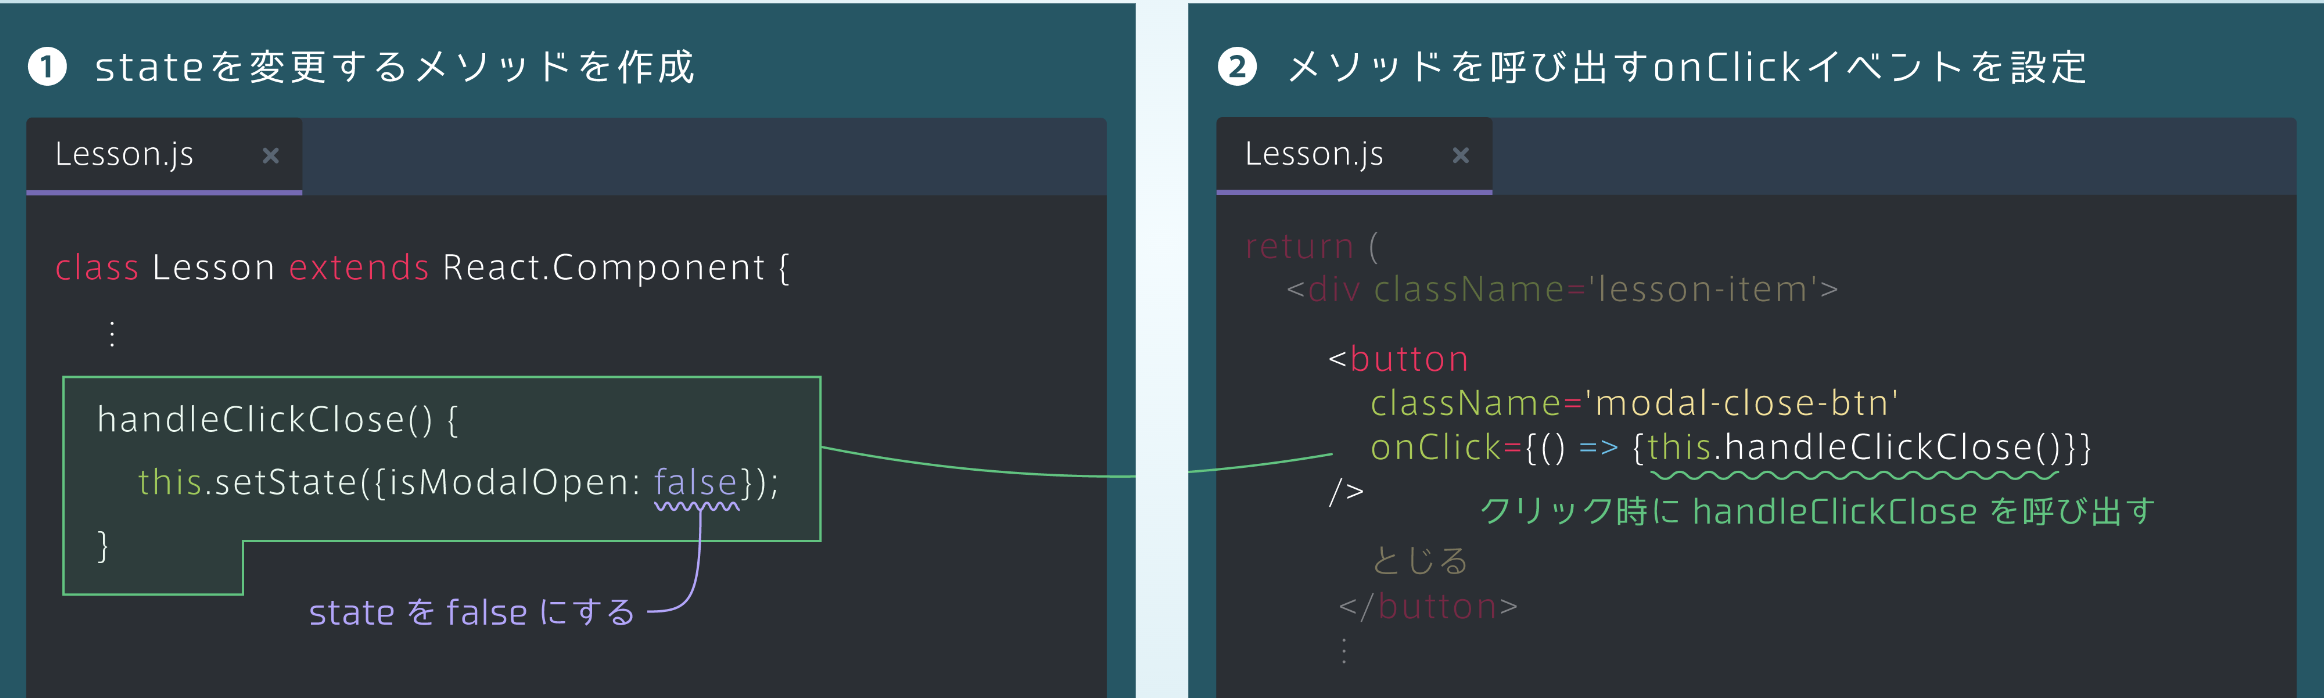 ❶ stateを変更するメソッドを作成
Lesson.js ×
class Lesson extends React.Component {
⋮
handleClickClose() {
this.setState({isModalOpen: false});
}
state を false にする
❷ メソッドを呼び出すonClickイベントを設定
Lesson.js ×
return (
<div className='lesson-item'>
<button
className='modal-close-btn'
onClick={() => {this.handleClickClose()}}
/>
クリック時に handleClickClose を呼び出す
とじる
</button>
⋮